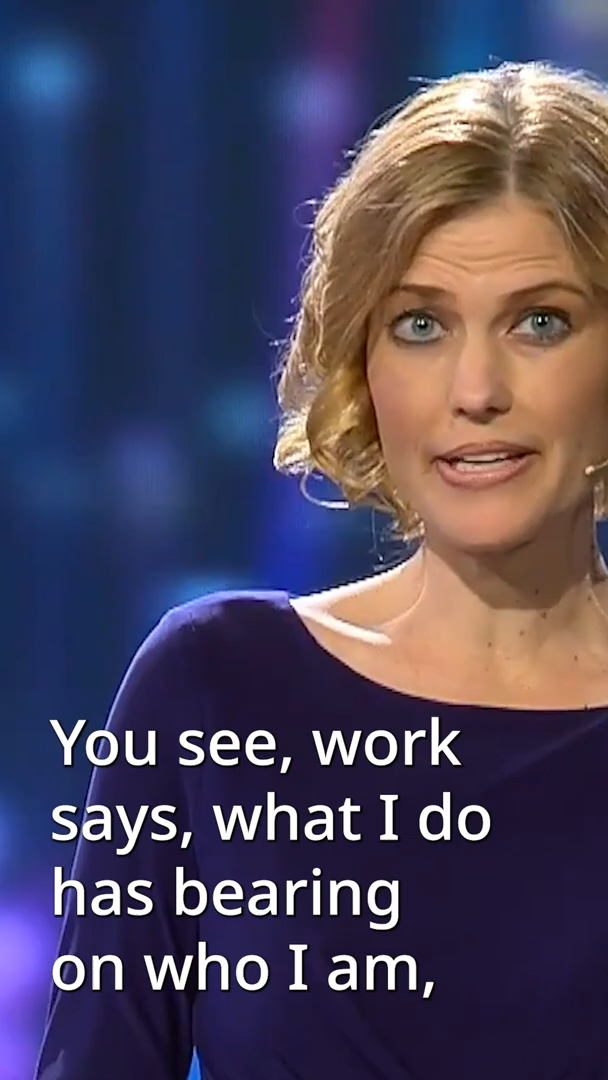 You see, work
says, what I do
has bearing
on who I am,